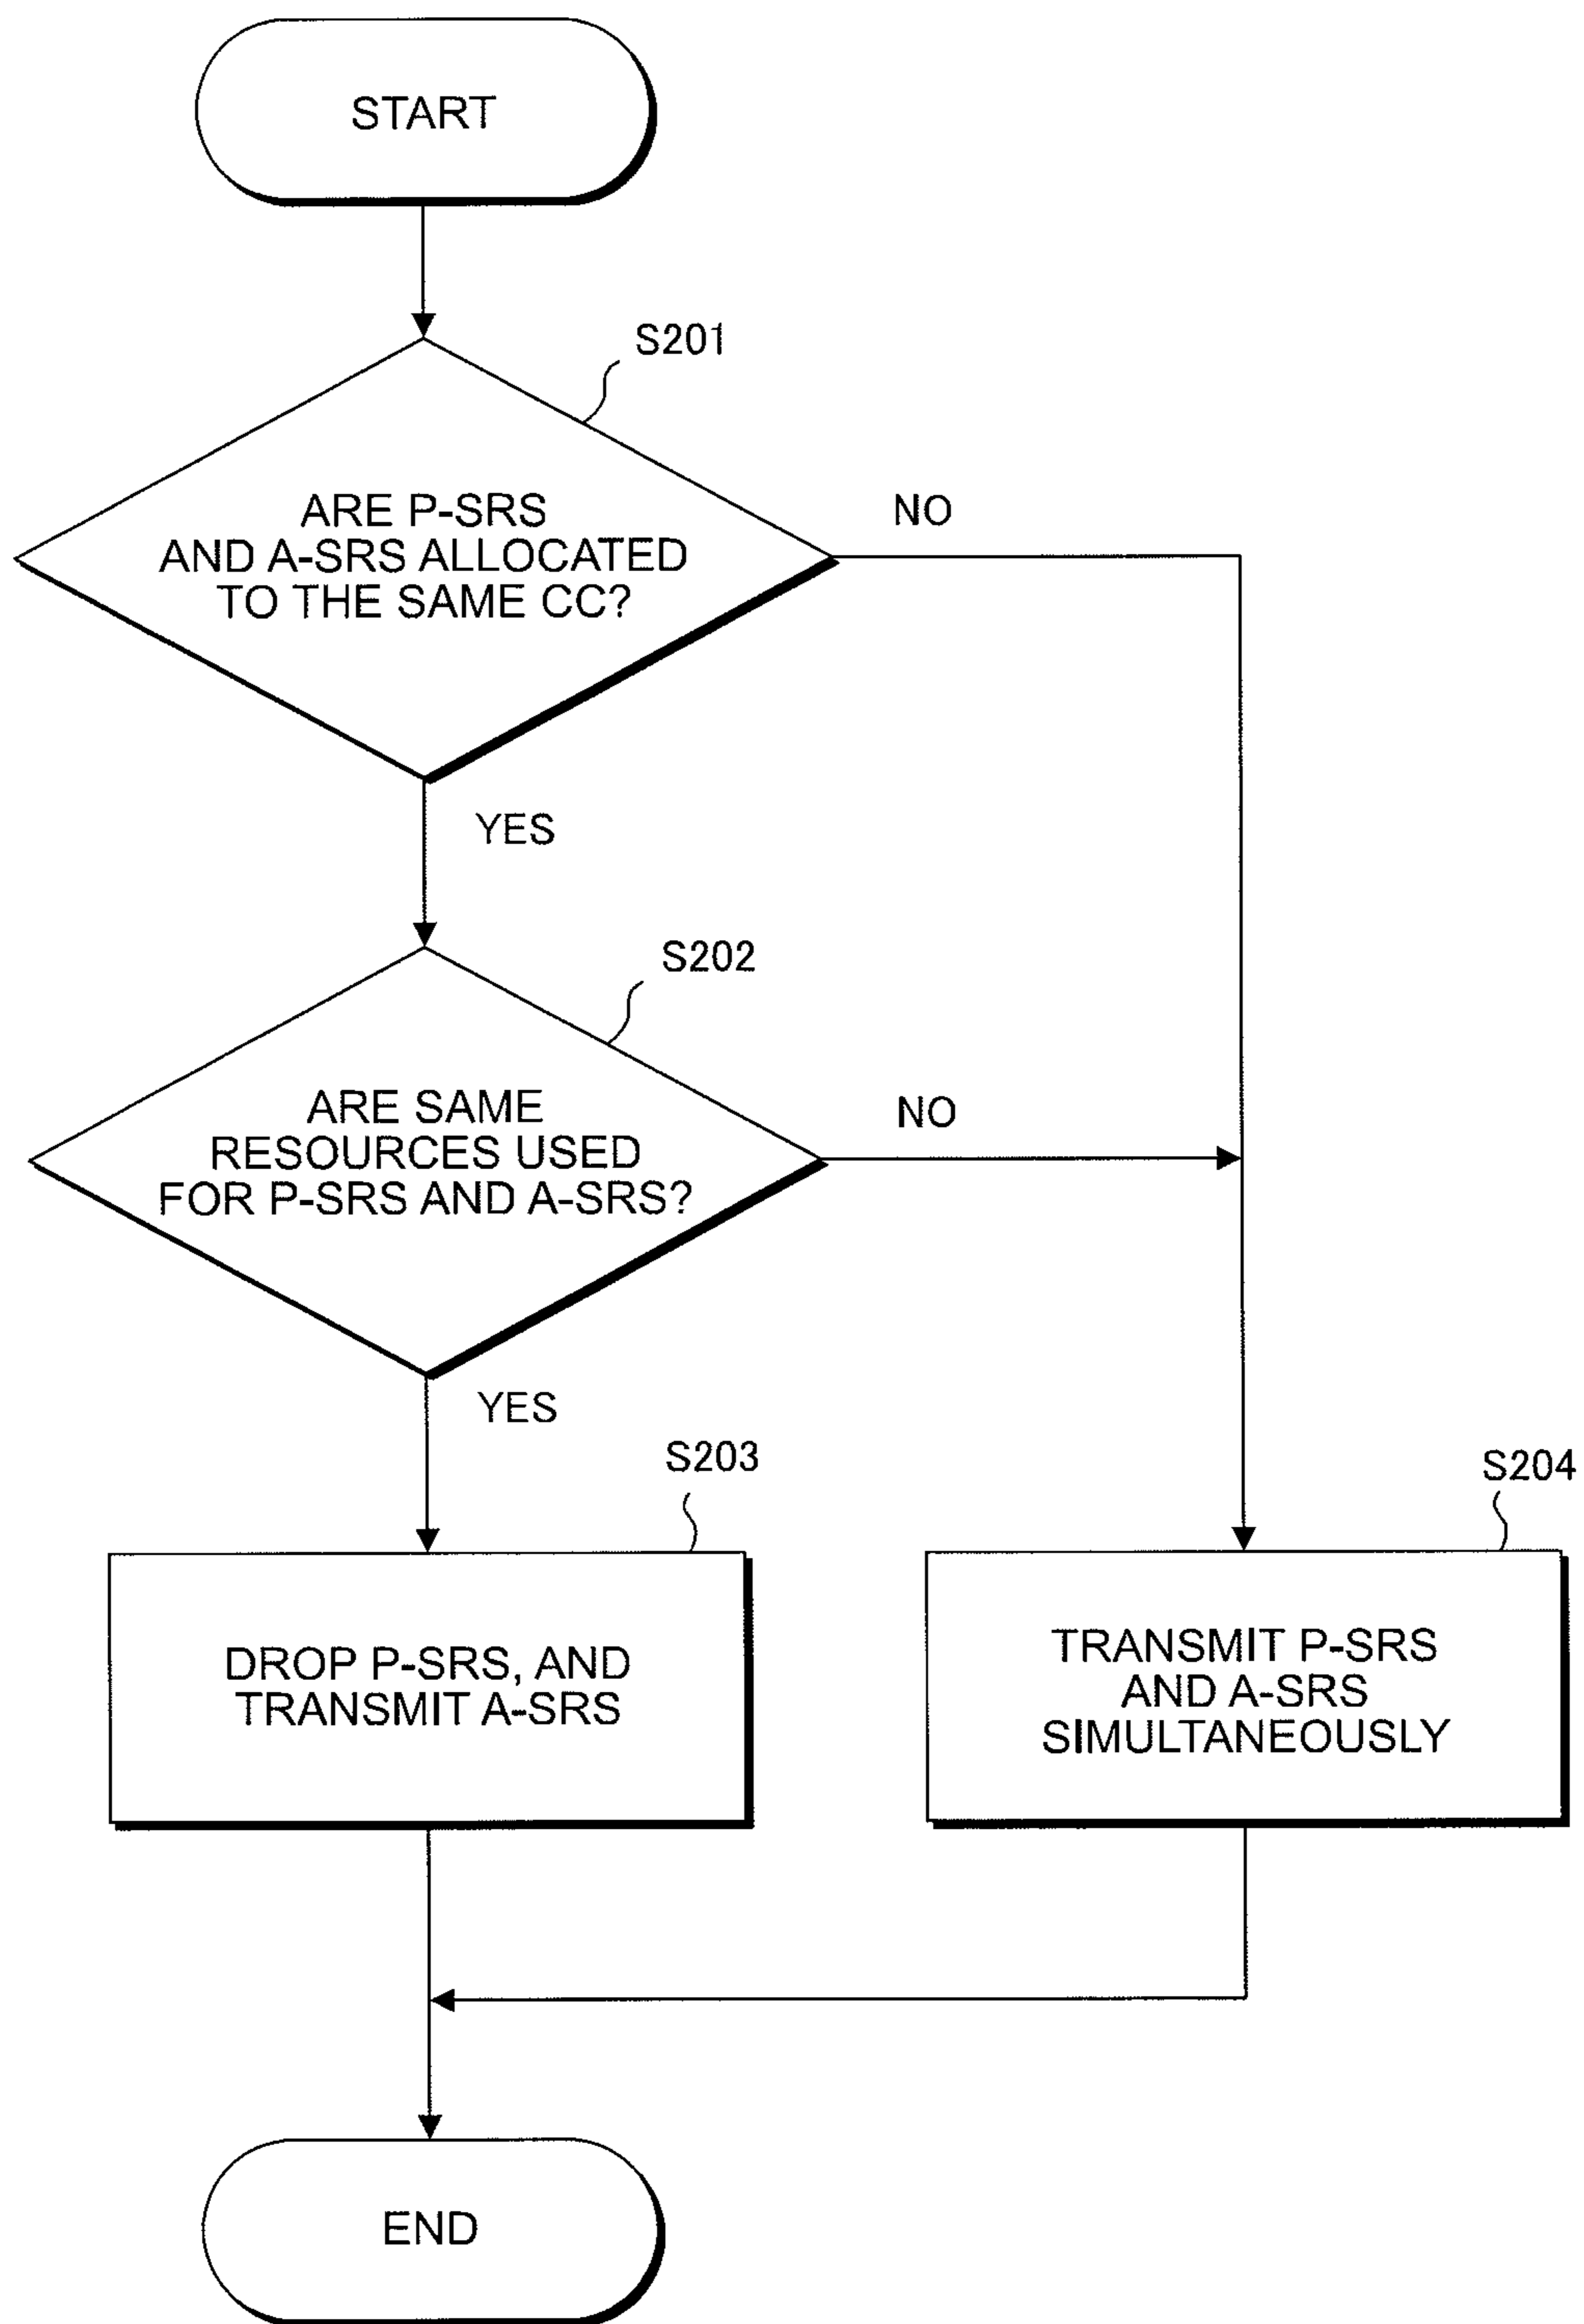 START
S201
ARE P-SRS
AND A-SRS ALLOCATED
TO THE SAME CC?
NO
YES
S202
ARE SAME
RESOURCES USED
FOR P-SRS AND A-SRS?
NO
YES
S203
DROP P-SRS, AND
TRANSMIT A-SRS
S204
TRANSMIT P-SRS
AND A-SRS
SIMULTANEOUSLY
END